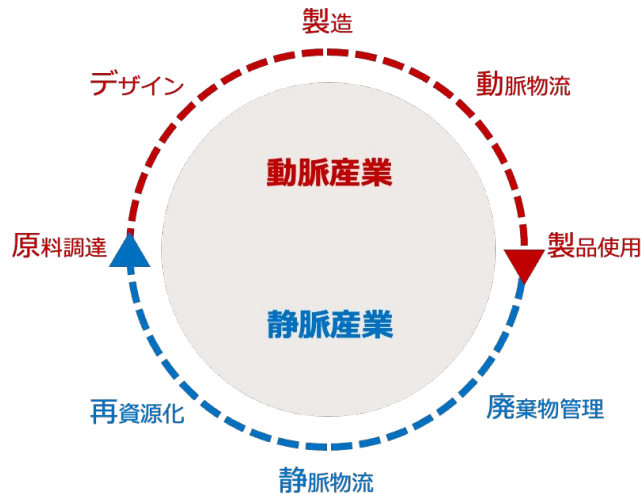 製造
デザイン
動脈物流
動脈産業
原料調達
製品使用
静脈産業
再資源化
廃棄物管理
静脈物流